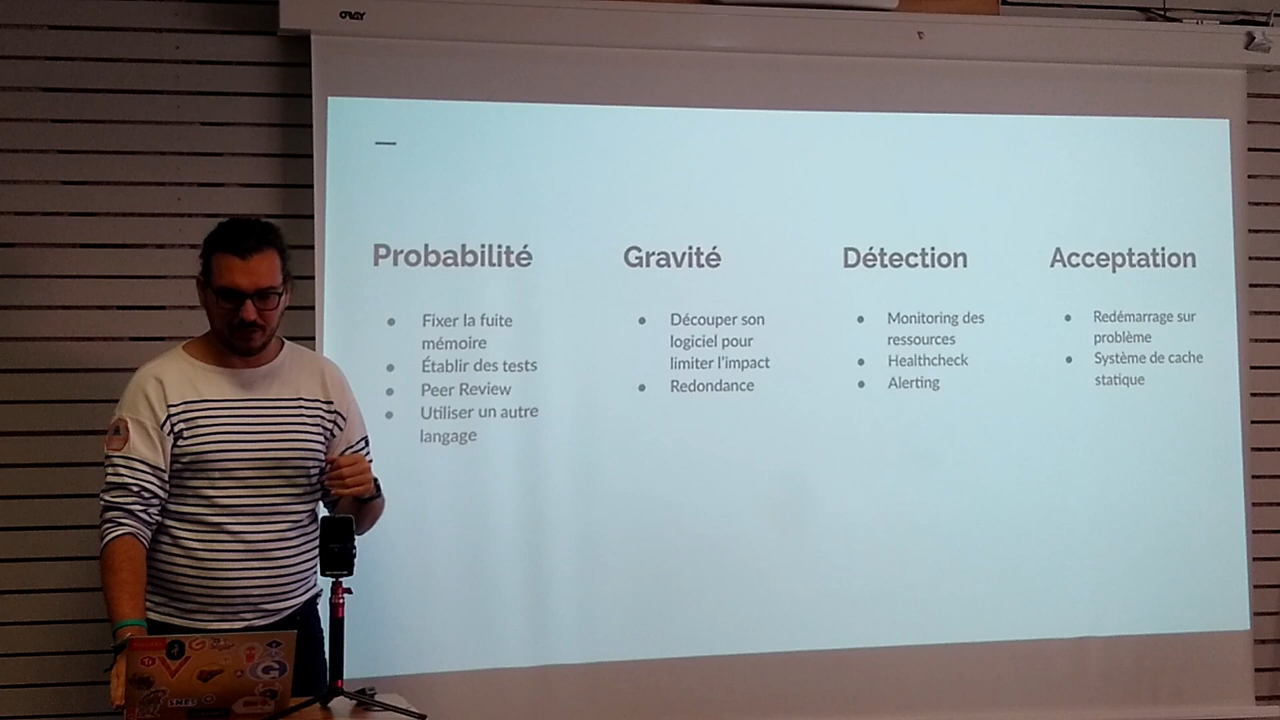 ORAY
Probabilité
Fixer la fuite
mémoire
Établir des tests
Peer Review
Utiliser un autre
langage
Gravité
Découper son
logiciel pour
limiter l'impact
Redondance
Détection
Monitoring des
ressources
Healthcheck
Alerting
Acceptation
Redémarrage sur
problème
Système de cache
statique